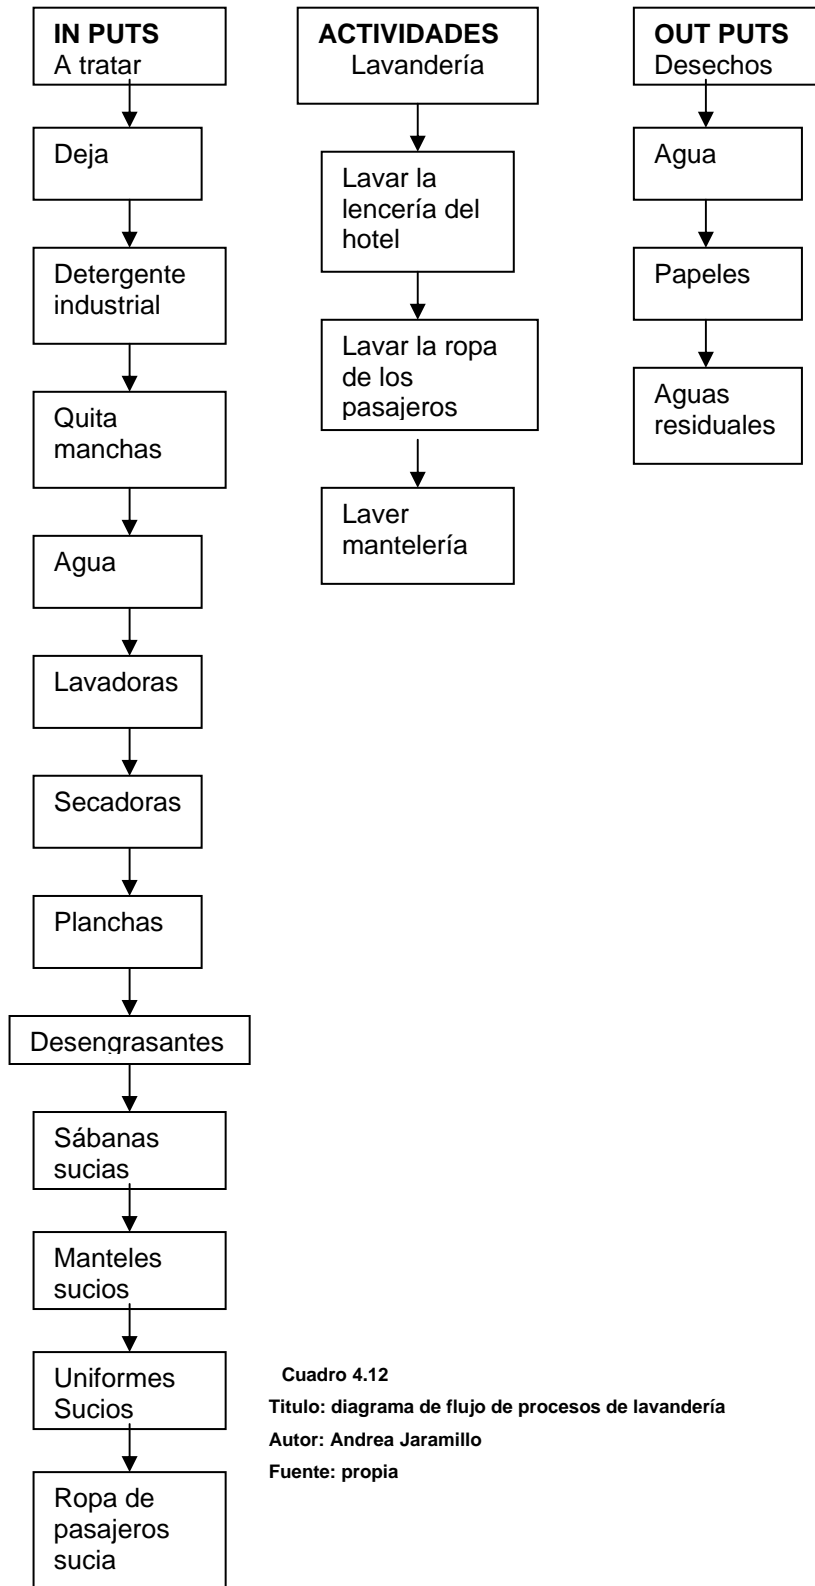 IN PUTS
A tratar
Deja
Detergente
industrial
Quita
manchas
Agua
Lavadoras
Secadoras
Planchas
Desengrasantes
Sábanas
sucias
Manteles
sucios
Uniformes
Sucios
Ropa de
pasajeros
sucia
ACTIVIDADES
Lavandería
Lavar la
lencería del
hotel
Lavar la ropa
de los
pasajeros
Laver
mantelería
OUT PUTS
Desechos
Agua
Papeles
Aguas
residuales
Cuadro 4.12
Titulo: diagrama de flujo de procesos de lavandería
Autor: Andrea Jaramillo
Fuente: propia